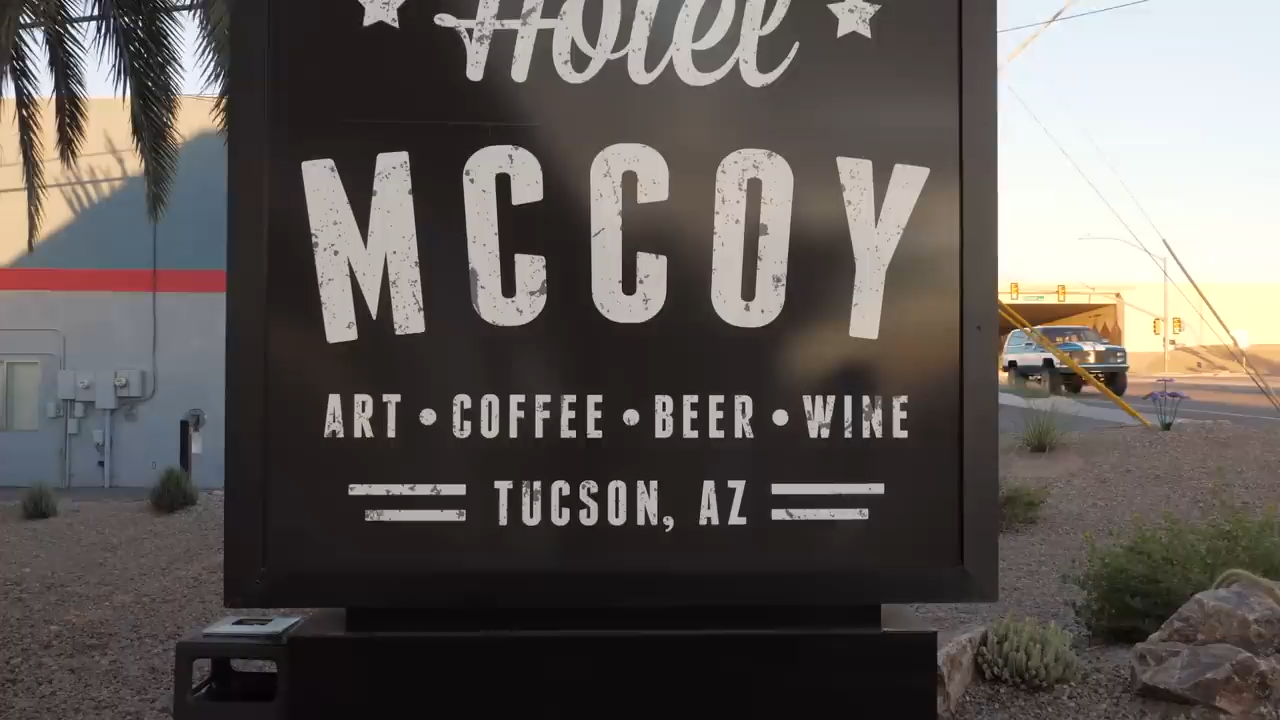 Hotel
MCCOY
ART • COFFEE • BEER • WINE
TUCSON, AZ